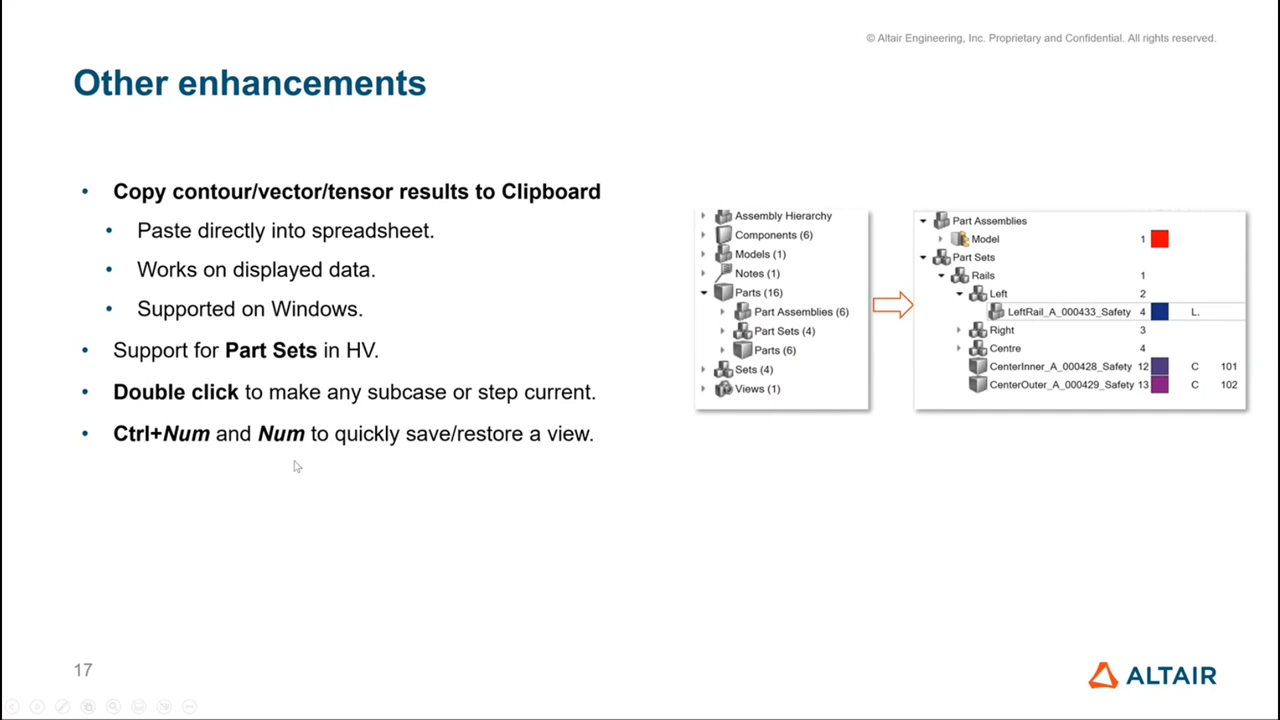 © Altair Engineering, Inc. Proprietary and Confidential. All rights reserved.
Other enhancements
• Copy contour/vector/tensor results to Clipboard
• Paste directly into spreadsheet.
• Works on displayed data.
• Supported on Windows.
• Support for Part Sets in HV.
• Double click to make any subcase or step current.
• Ctrl+Num and Num to quickly save/restore a view.
Assembly Hierarchy
Components (6)
Models (1)
Notes (1)
Parts (16)
Part Assemblies (6)
Part Sets (4)
Parts (6)
Sets (4)
Views (1)
Part Assemblies
Model 1
Part Sets
Rails 1
Left 2
LeftRail_A_000433_Safety 4 L.
Right 3
Centre 4
CenterInner_A_000428_Safety 12 C 101
CenterOuter_A_000429_Safety 13 C 102
17
ALTAIR